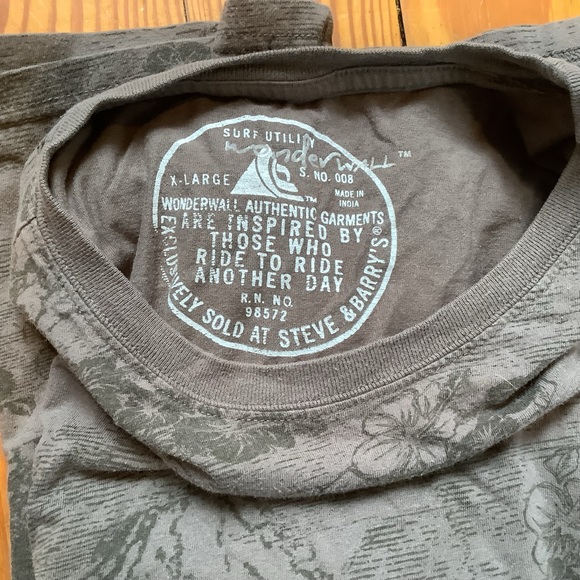 SURF UTILITY
wonderwall™
X-LARGE
S. NO. 008
MADE IN
INDIA
WONDERWALL AUTHENTIC GARMENTS
ARE INSPIRED BY
THOSE WHO
RIDE TO RIDE
ANOTHER DAY
R.N. NO.
98572
EXCLUSIVELY SOLD AT STEVE & BARRY'S®